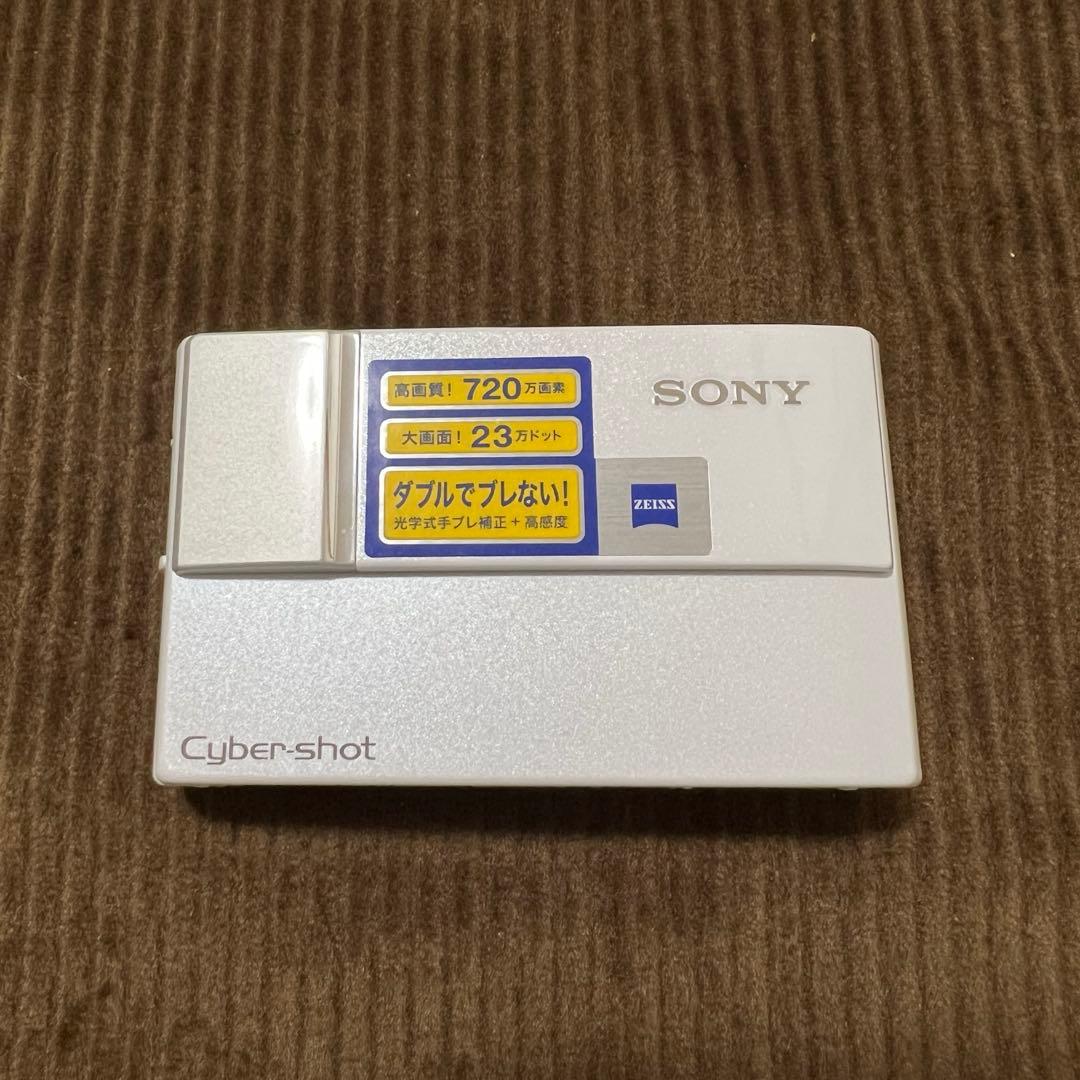 高画質! 720万画素
大画面! 23万ドット
ダブルでブレない!
光学式手ブレ補正+高感度
SONY
ZEISS
Cyber-shot